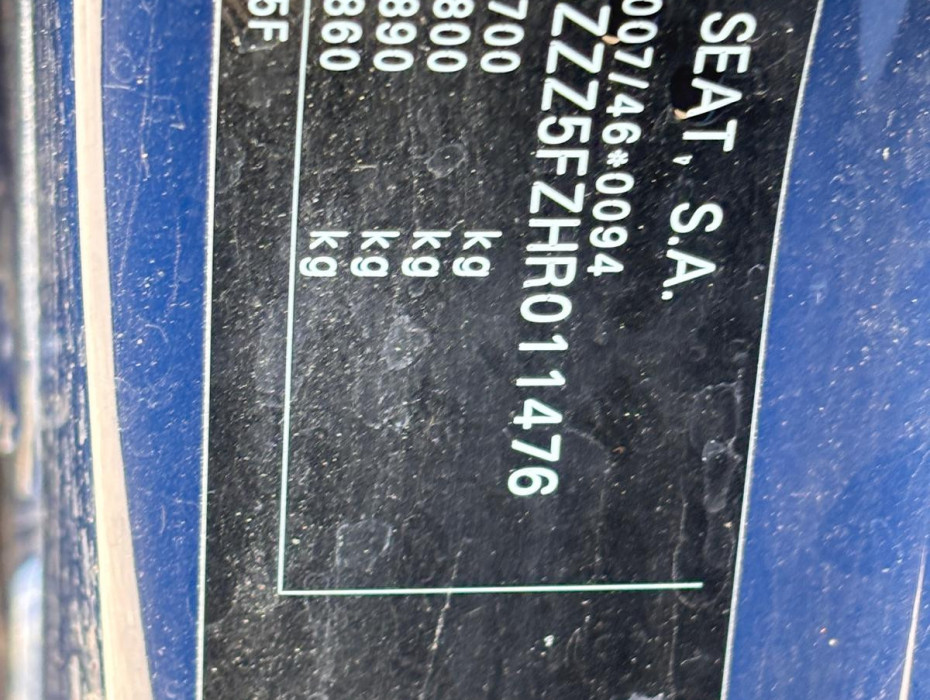 SEAT, S.A.
007/46*0094
ZZZ5FZHR011476
700 kg
800 kg
890 kg
860 kg
5F